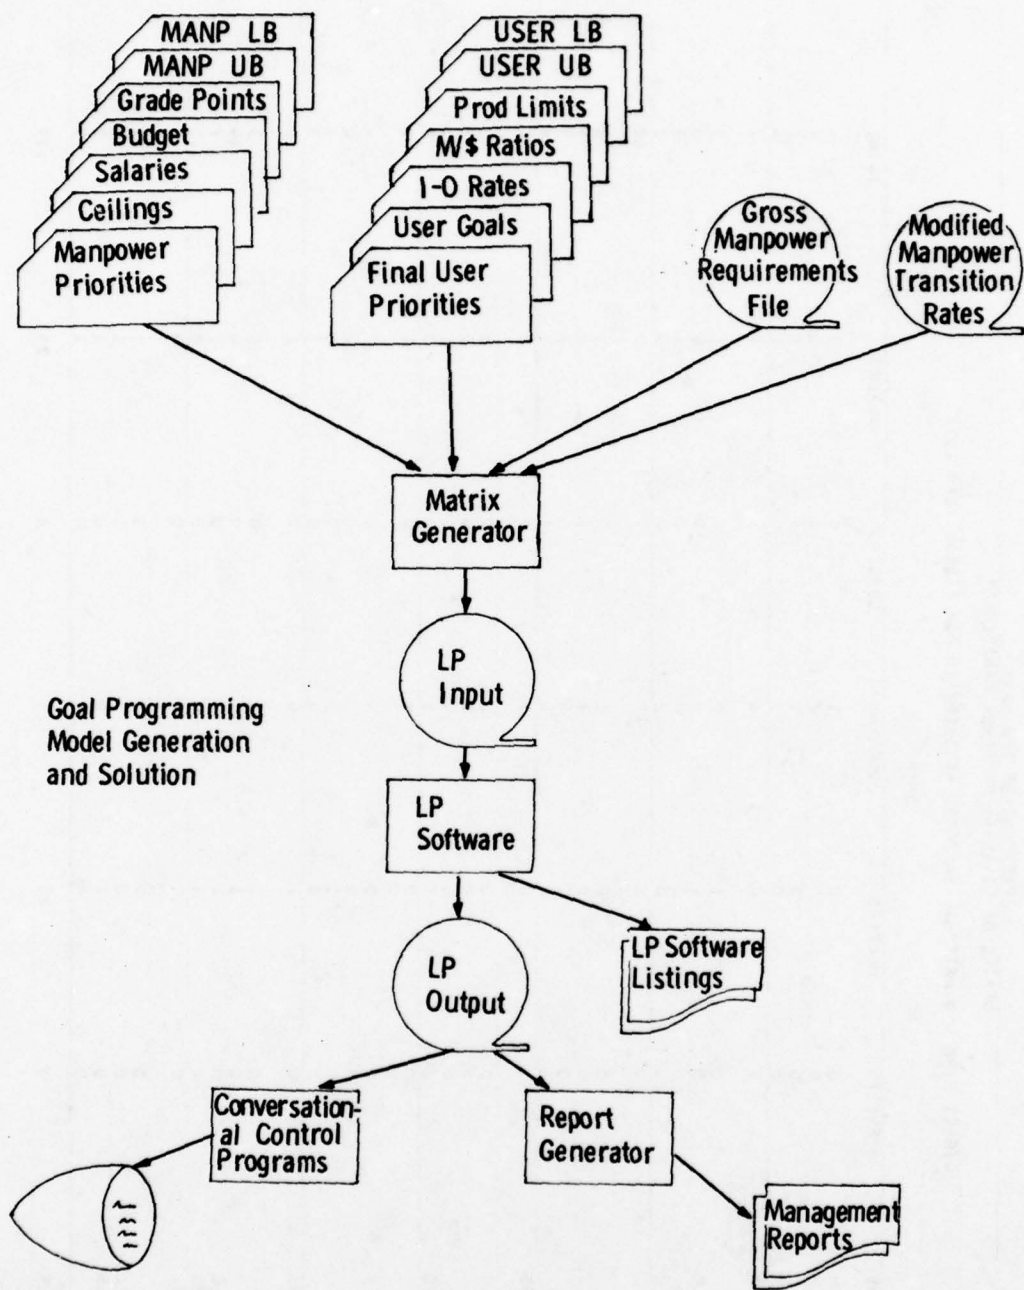 MANP LB
MANP UB
Grade Points
Budget
Salaries
Ceilings
Manpower
Priorities
USER LB
USER UB
Prod Limits
M/$ Ratios
I-O Rates
User Goals
Final User
Priorities
Gross
Manpower
Requirements
File
Modified
Manpower
Transition
Rates
Matrix
Generator
LP
Input
Goal Programming
Model Generation
and Solution
LP
Software
LP Software
Listings
LP
Output
Conversation-
al Control
Programs
Report
Generator
Management
Reports